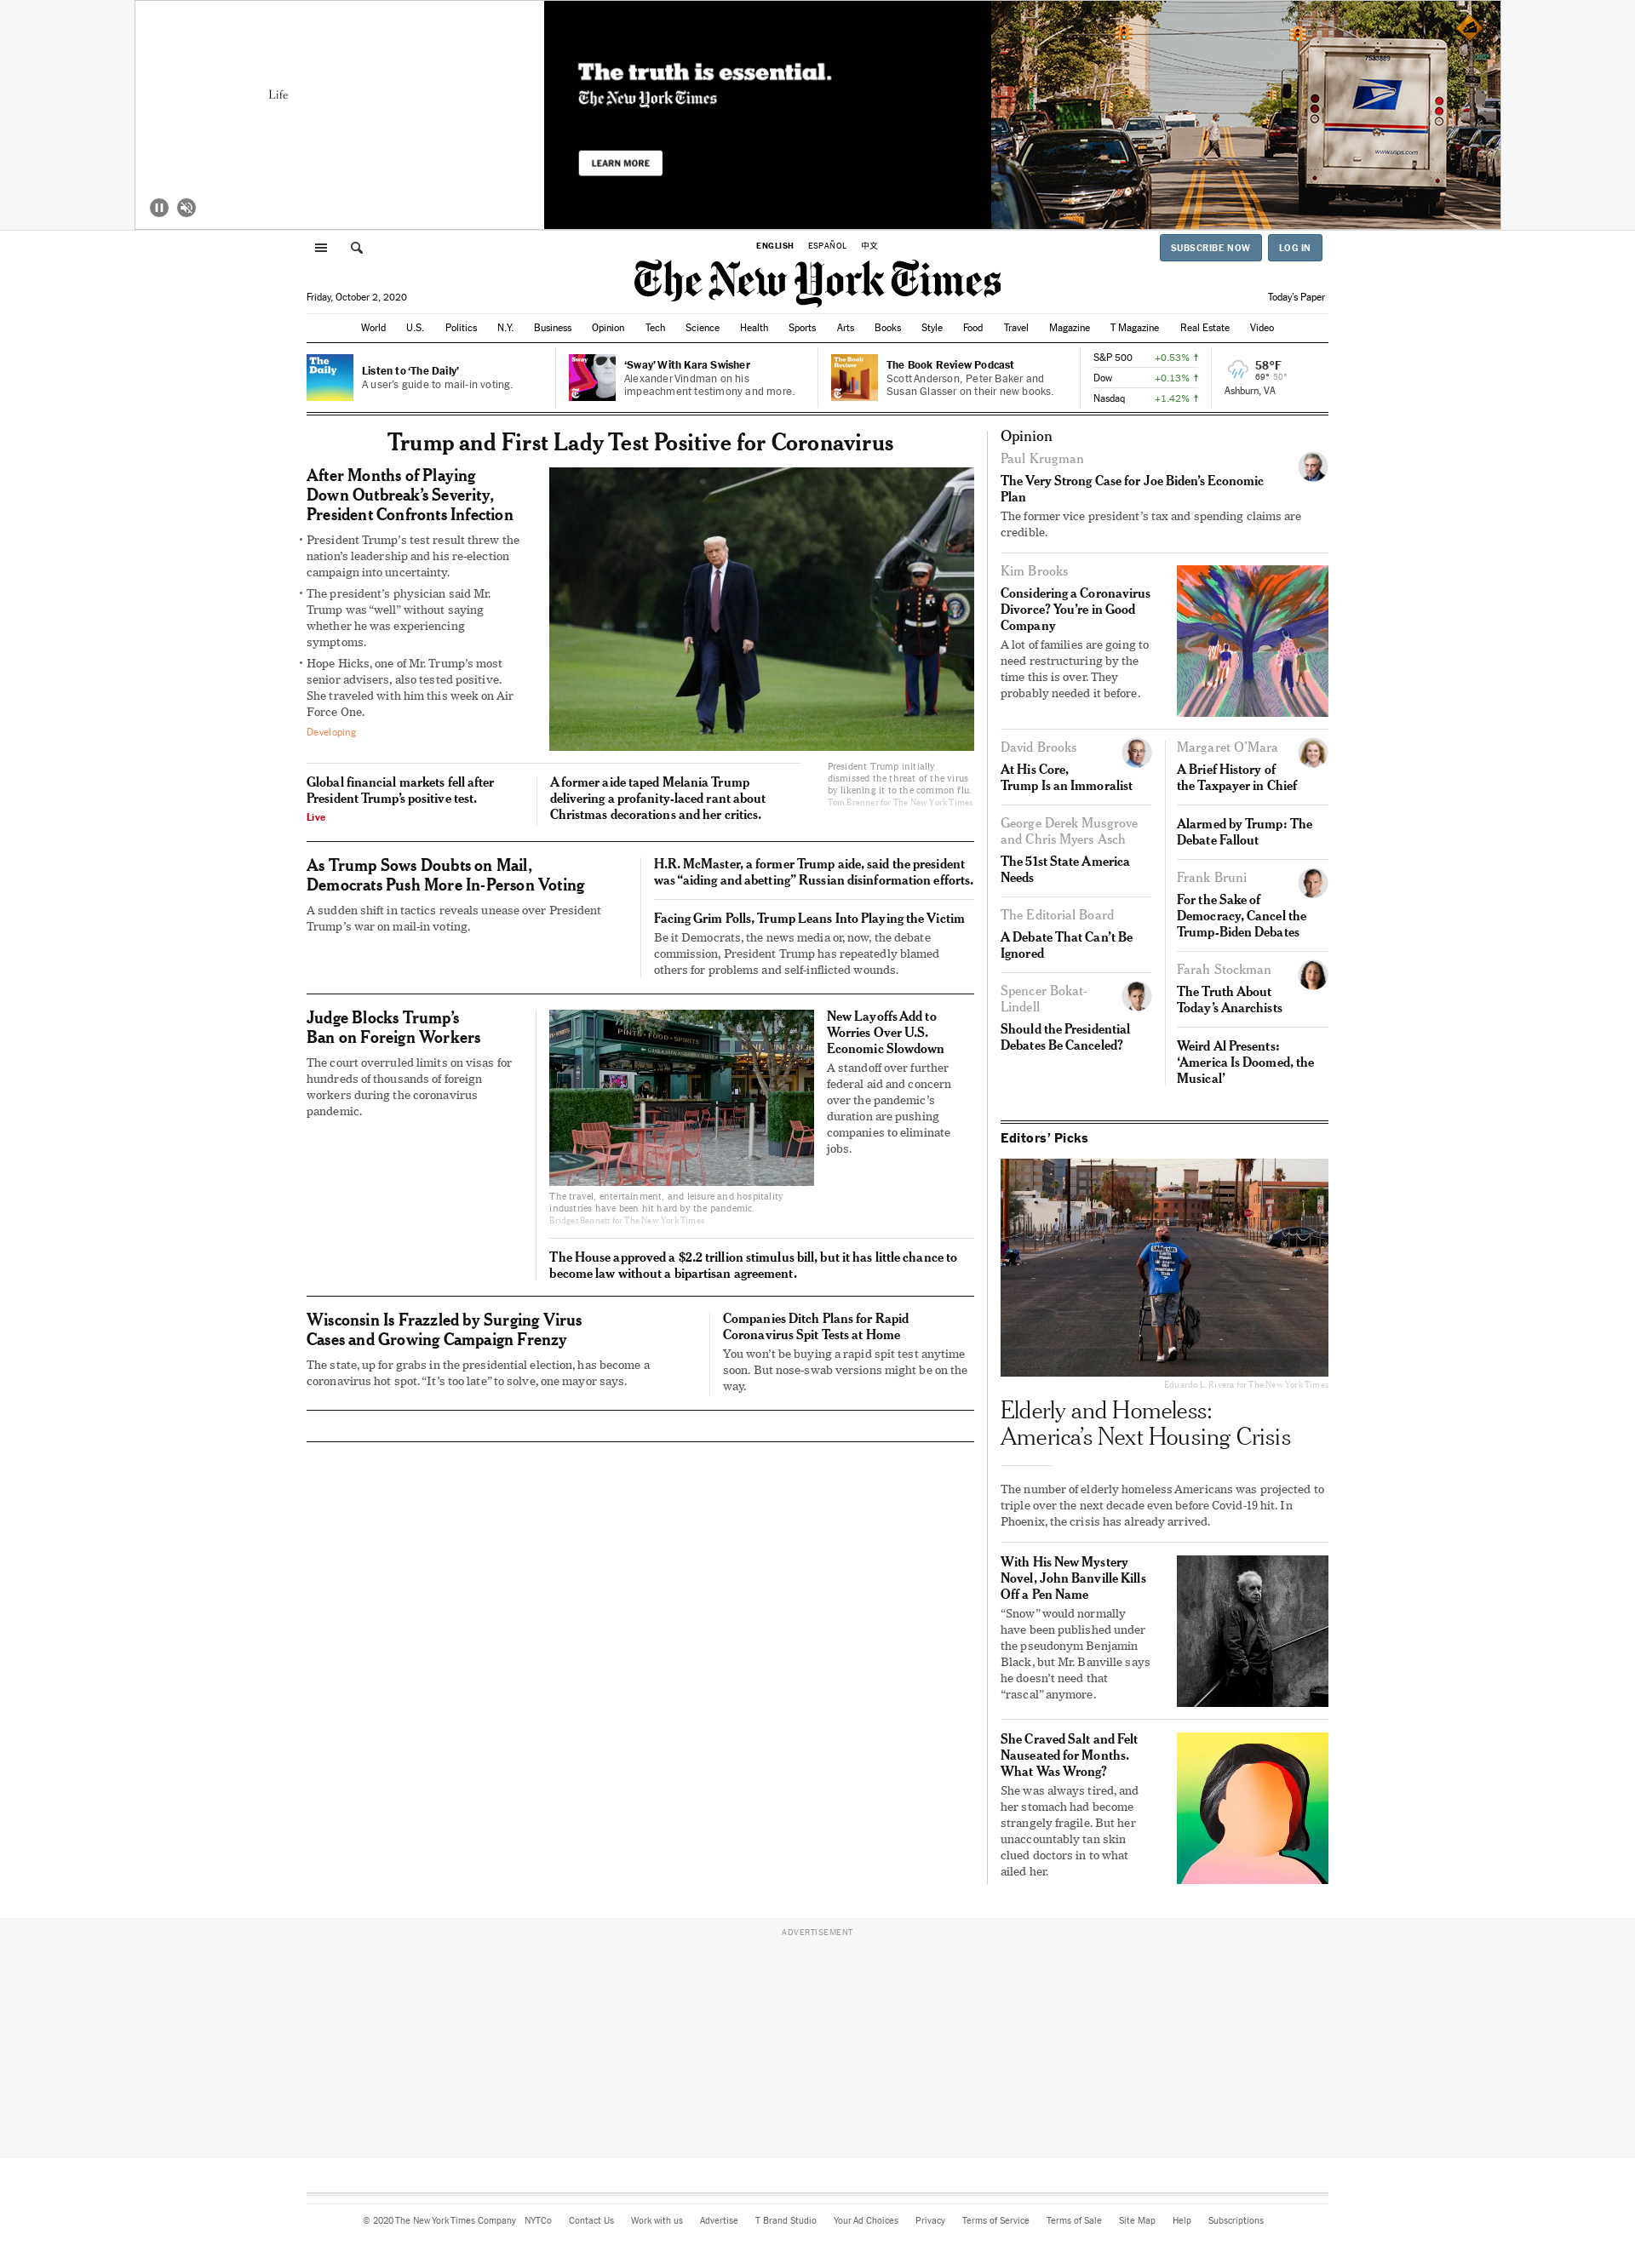 Life
The truth is essential.
The New York Times
LEARN MORE
7533889
www.usps.com
ENGLISH ESPAÑOL 中文
SUBSCRIBE NOW LOG IN
The New York Times
Friday, October 2, 2020
Today's Paper
World U.S. Politics N.Y. Business Opinion Tech Science Health Sports Arts Books Style Food Travel Magazine T Magazine Real Estate Video
The
Daily
Listen to ‘The Daily’
A user's guide to mail-in voting.
Sway
‘Sway’ With Kara Swisher
Alexander Vindman on his
impeachment testimony and more.
The Book
Review
The Book Review Podcast
Scott Anderson, Peter Baker and
Susan Glasser on their new books.
S&P 500 +0.53% ↑
Dow +0.13% ↑
Nasdaq +1.42% ↑
58°F
69° 50°
Ashburn, VA
Trump and First Lady Test Positive for Coronavirus
After Months of Playing
Down Outbreak’s Severity,
President Confronts Infection
• President Trump’s test result threw the
nation’s leadership and his re-election
campaign into uncertainty.
• The president’s physician said Mr.
Trump was “well” without saying
whether he was experiencing
symptoms.
• Hope Hicks, one of Mr. Trump’s most
senior advisers, also tested positive.
She traveled with him this week on Air
Force One.
Developing
President Trump initially
dismissed the threat of the virus
by likening it to the common flu.
Tom Brenner for The New York Times
Global financial markets fell after
President Trump’s positive test.
Live
A former aide taped Melania Trump
delivering a profanity-laced rant about
Christmas decorations and her critics.
As Trump Sows Doubts on Mail,
Democrats Push More In-Person Voting
A sudden shift in tactics reveals unease over President
Trump’s war on mail-in voting.
H.R. McMaster, a former Trump aide, said the president
was “aiding and abetting” Russian disinformation efforts.
Facing Grim Polls, Trump Leans Into Playing the Victim
Be it Democrats, the news media or, now, the debate
commission, President Trump has repeatedly blamed
others for problems and self-inflicted wounds.
Judge Blocks Trump’s
Ban on Foreign Workers
The court overruled limits on visas for
hundreds of thousands of foreign
workers during the coronavirus
pandemic.
PINTS · FOOD · SPIRITS
The travel, entertainment, and leisure and hospitality
industries have been hit hard by the pandemic.
Bridget Bennett for The New York Times
New Layoffs Add to
Worries Over U.S.
Economic Slowdown
A standoff over further
federal aid and concern
over the pandemic’s
duration are pushing
companies to eliminate
jobs.
The House approved a $2.2 trillion stimulus bill, but it has little chance to
become law without a bipartisan agreement.
Wisconsin Is Frazzled by Surging Virus
Cases and Growing Campaign Frenzy
The state, up for grabs in the presidential election, has become a
coronavirus hot spot. “It’s too late” to solve, one mayor says.
Companies Ditch Plans for Rapid
Coronavirus Spit Tests at Home
You won’t be buying a rapid spit test anytime
soon. But nose-swab versions might be on the
way.
Opinion
Paul Krugman
The Very Strong Case for Joe Biden’s Economic
Plan
The former vice president’s tax and spending claims are
credible.
Kim Brooks
Considering a Coronavirus
Divorce? You’re in Good
Company
A lot of families are going to
need restructuring by the
time this is over. They
probably needed it before.
David Brooks
At His Core,
Trump Is an Immoralist
George Derek Musgrove
and Chris Myers Asch
The 51st State America
Needs
The Editorial Board
A Debate That Can’t Be
Ignored
Spencer Bokat-
Lindell
Should the Presidential
Debates Be Canceled?
Margaret O’Mara
A Brief History of
the Taxpayer in Chief
Alarmed by Trump: The
Debate Fallout
Frank Bruni
For the Sake of
Democracy, Cancel the
Trump-Biden Debates
Farah Stockman
The Truth About
Today’s Anarchists
Weird Al Presents:
‘America Is Doomed, the
Musical’
Editors’ Picks
Eduardo L. Rivera for The New York Times
Elderly and Homeless:
America’s Next Housing Crisis
The number of elderly homeless Americans was projected to
triple over the next decade even before Covid-19 hit. In
Phoenix, the crisis has already arrived.
With His New Mystery
Novel, John Banville Kills
Off a Pen Name
“Snow” would normally
have been published under
the pseudonym Benjamin
Black, but Mr. Banville says
he doesn’t need that
“rascal” anymore.
She Craved Salt and Felt
Nauseated for Months.
What Was Wrong?
She was always tired, and
her stomach had become
strangely fragile. But her
unaccountably tan skin
clued doctors in to what
ailed her.
ADVERTISEMENT
© 2020 The New York Times Company NYTCo Contact Us Work with us Advertise T Brand Studio Your Ad Choices Privacy Terms of Service Terms of Sale Site Map Help Subscriptions